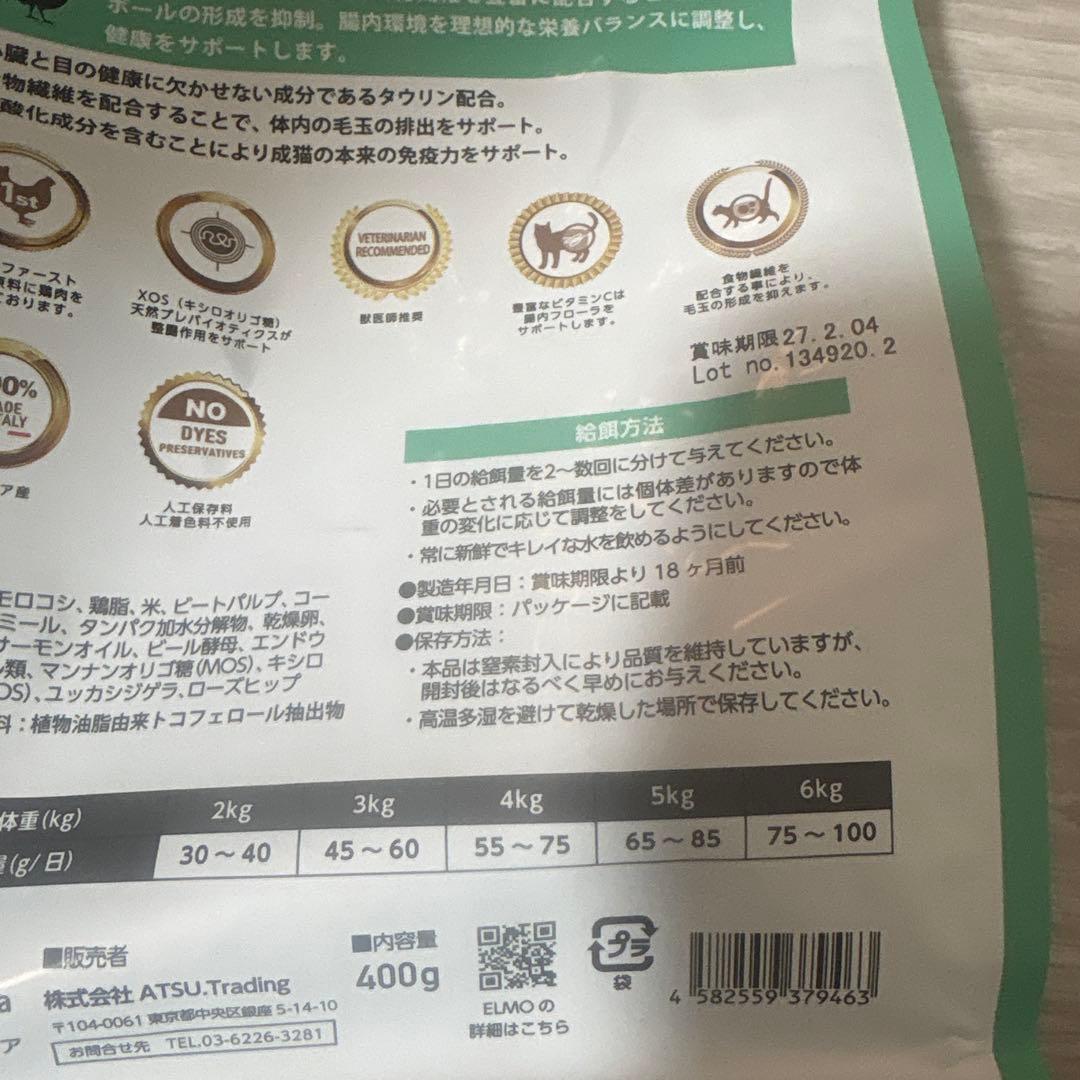 ボールの形成を抑制。腸内環境を理想的な栄養バランスに調整し、
健康をサポートします。
臓と目の健康に欠かせない成分であるタウリン配合。
物繊維を配合することで、体内の毛玉の排出をサポート。
酸化成分を含むことにより成猫の本来の免疫力をサポート。
1st
ファースト
原料に鶏肉を
ております。
XOS（キシロオリゴ糖）
天然プレバイオティクスが
整腸作用をサポート
VETERINARIAN
RECOMMENDED
獣医師推奨
豊富なビタミンCは
腸内フローラを
サポートします。
食物繊維を
配合する事により、
毛玉の形成を抑えます。
賞味期限27.2.04
Lot no.134920.2
0%
ADE
ALY
ア産
NO
DYES
PRESERVATIVES
人工保存料
人工着色料不使用
給餌方法
・1日の給餌量を2～数回に分けて与えてください。
・必要とされる給餌量には個体差がありますので体
重の変化に応じて調整をしてください。
・常に新鮮でキレイな水を飲めるようにしてください。
●製造年月日：賞味期限より 18 ヶ月前
●賞味期限：パッケージに記載
●保存方法：
・本品は窒素封入により品質を維持していますが、
開封後はなるべく早めにお与えください。
・高温多湿を避けて乾燥した場所で保存してください。
モロコシ、鶏脂、米、ビートパルプ、コー
ミール、タンパク加水分解物、乾燥卵、
サーモンオイル、ビール酵母、エンドウ
類、マンナンオリゴ糖(MOS)、キシロ
OS)、ユッカシジゲラ、ローズヒップ
料：植物油脂由来トコフェロール抽出物
体重(kg) 2kg 3kg 4kg 5kg 6kg
量(g/日) 30～40 45～60 55～75 65～85 75～100
■販売者
株式会社 ATSU.Trading
〒104-0061 東京都中央区銀座 5-14-10
お問合せ先 TEL.03-6226-3281
a
ア
■内容量
400g
ELMO の
詳細はこちら
プラ
袋
4 582559 379463